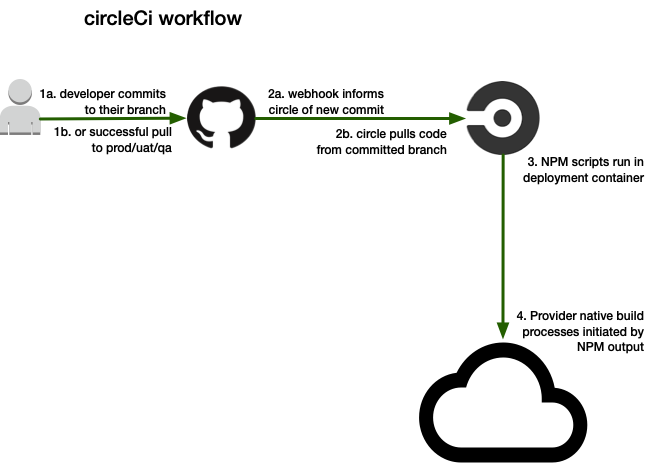 circleCi workflow
1a. developer commits
to their branch
1b. or successful pull
to prod/uat/qa
2a. webhook informs
circle of new commit
2b. circle pulls code
from committed branch
3. NPM scripts run in
deployment container
4. Provider native build
processes initiated by
NPM output